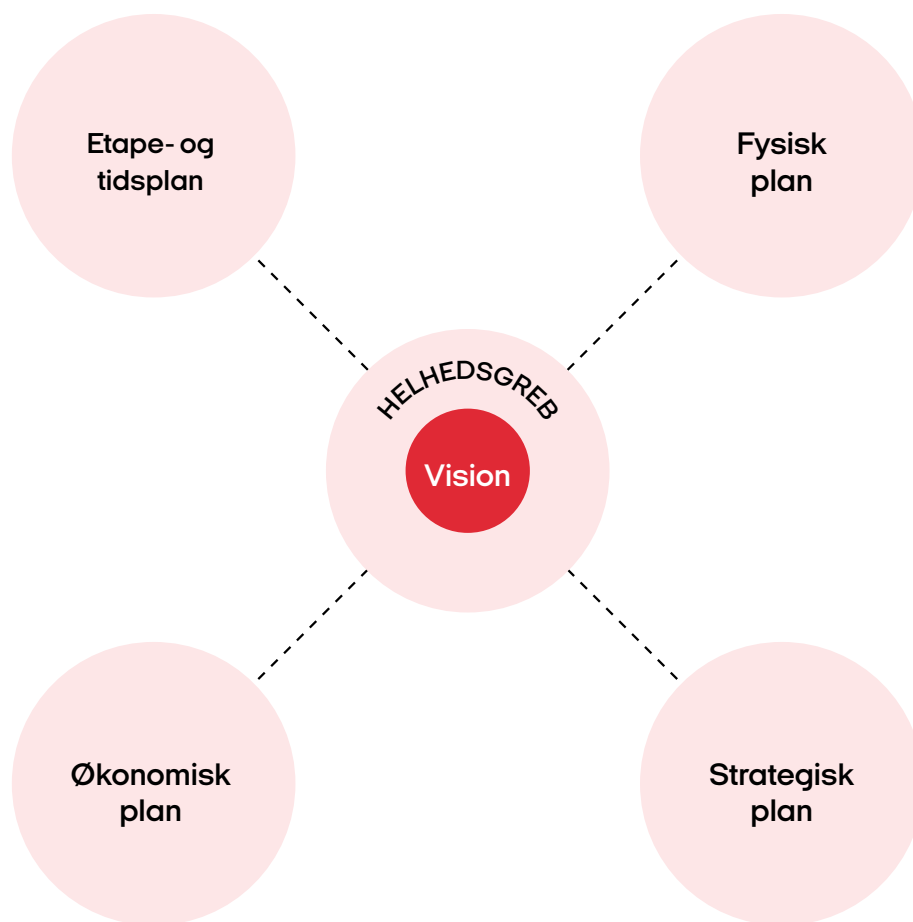 Etape- og
tidsplan
Fysisk
plan
HELHEDSGREB
Vision
Økonomisk
plan
Strategisk
plan